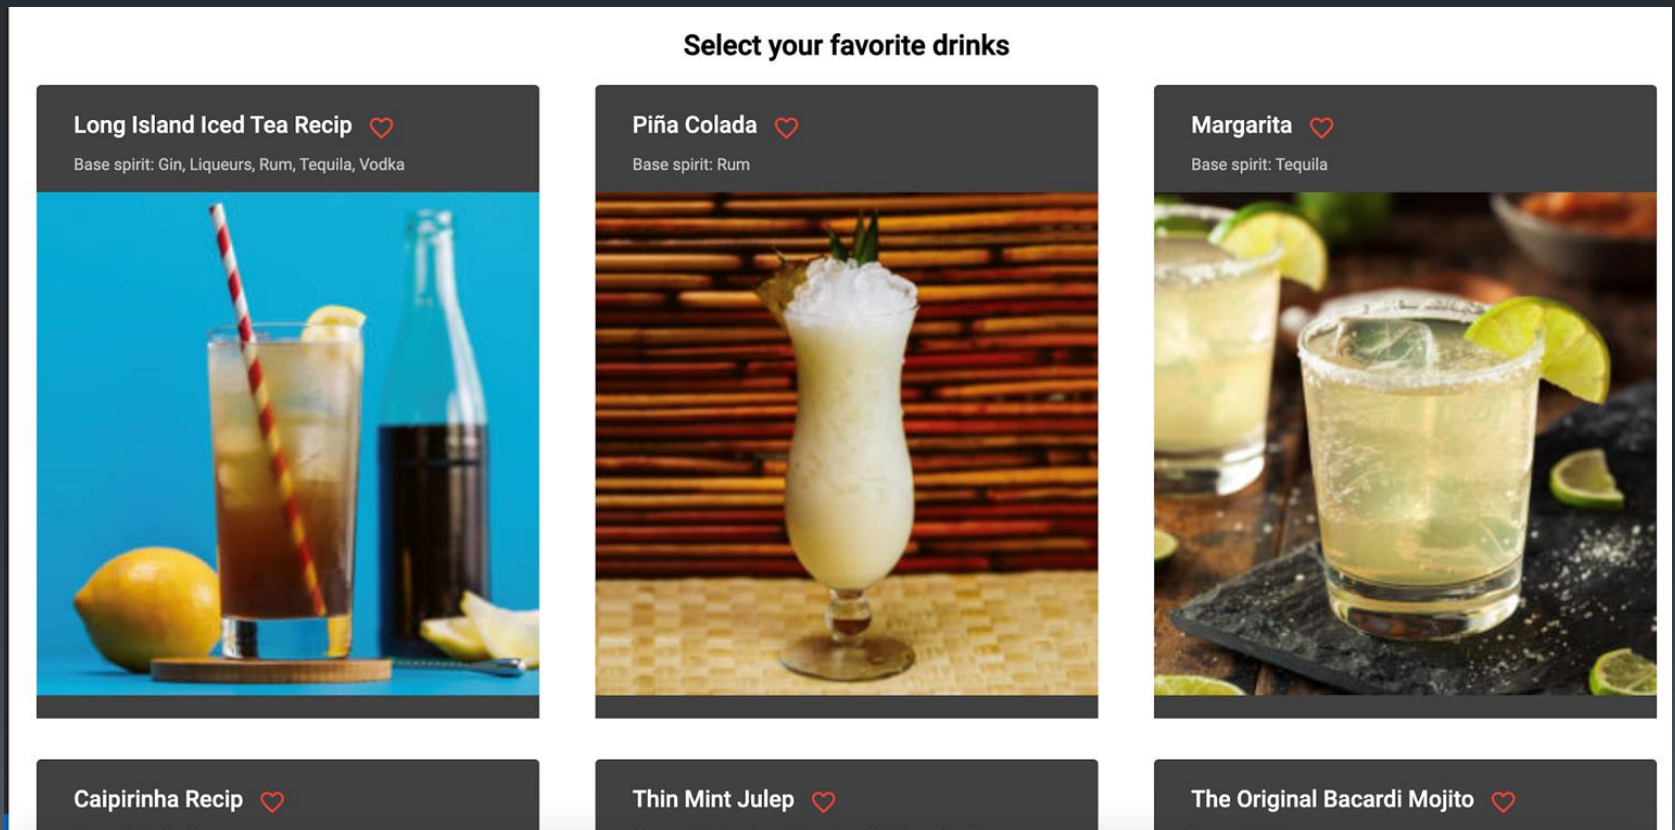 Select your favorite drinks
Long Island Iced Tea Recip
Base spirit: Gin, Liqueurs, Rum, Tequila, Vodka
Piña Colada
Base spirit: Rum
Margarita
Base spirit: Tequila
Caipirinha Recip
Thin Mint Julep
The Original Bacardi Mojito